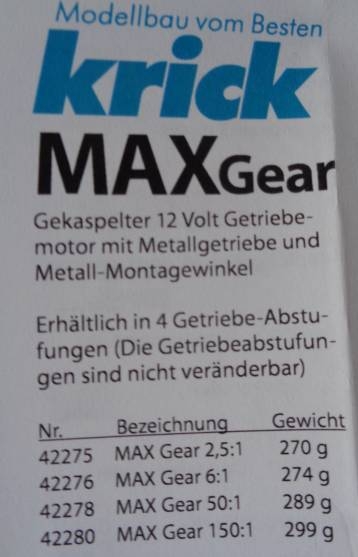 Modellbau vom Besten
krick
MAXGear
Gekaspelter 12 Volt Getriebe-
motor mit Metallgetriebe und
Metall-Montagewinkel
Erhältlich in 4 Getriebe-Abstu-
fungen (Die Getriebeabstufun-
gen sind nicht veränderbar)
Nr. Bezeichnung Gewicht
42275 MAX Gear 2,5:1 270 g
42276 MAX Gear 6:1 274 g
42278 MAX Gear 50:1 289 g
42280 MAX Gear 150:1 299 g